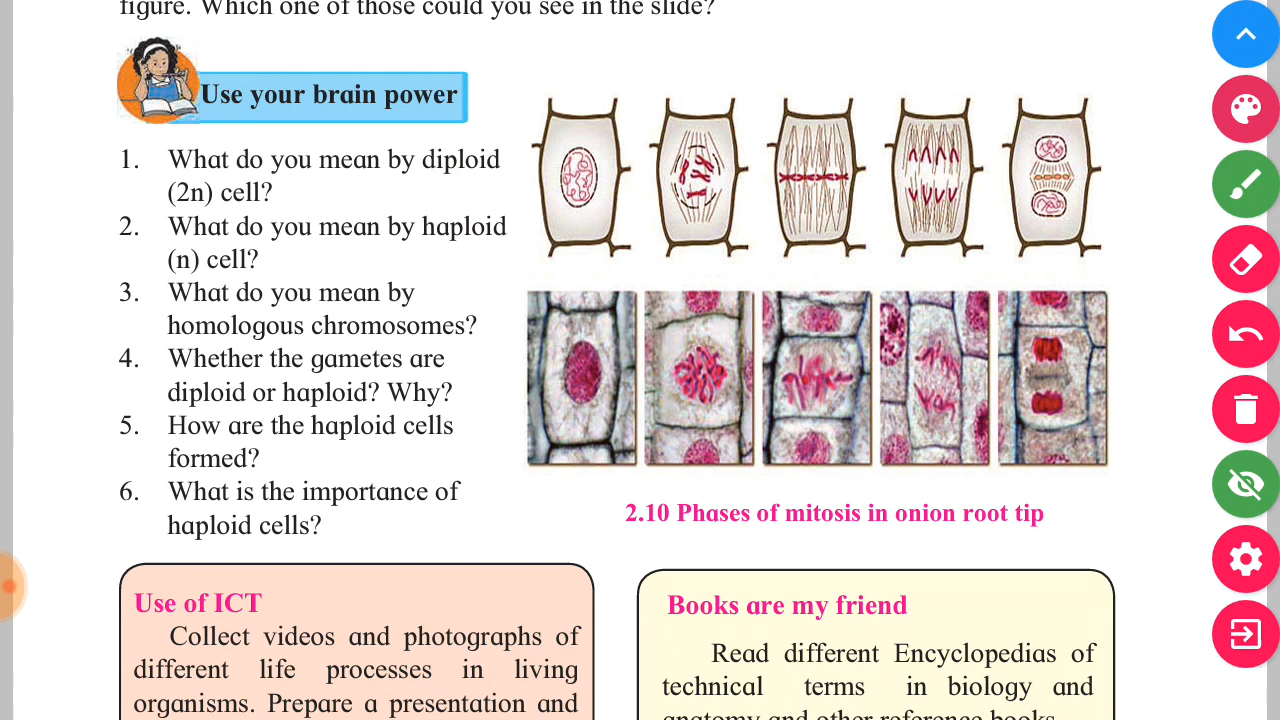 figure. Which one of those could you see in the slide?
Use your brain power
1. What do you mean by diploid
(2n) cell?
2. What do you mean by haploid
(n) cell?
3. What do you mean by
homologous chromosomes?
4. Whether the gametes are
diploid or haploid? Why?
5. How are the haploid cells
formed?
6. What is the importance of
haploid cells?
2.10 Phases of mitosis in onion root tip
Use of ICT
Collect videos and photographs of
different life processes in living
organisms. Prepare a presentation and
Books are my friend
Read different Encyclopedias of
technical terms in biology and
anatomy and other reference books.